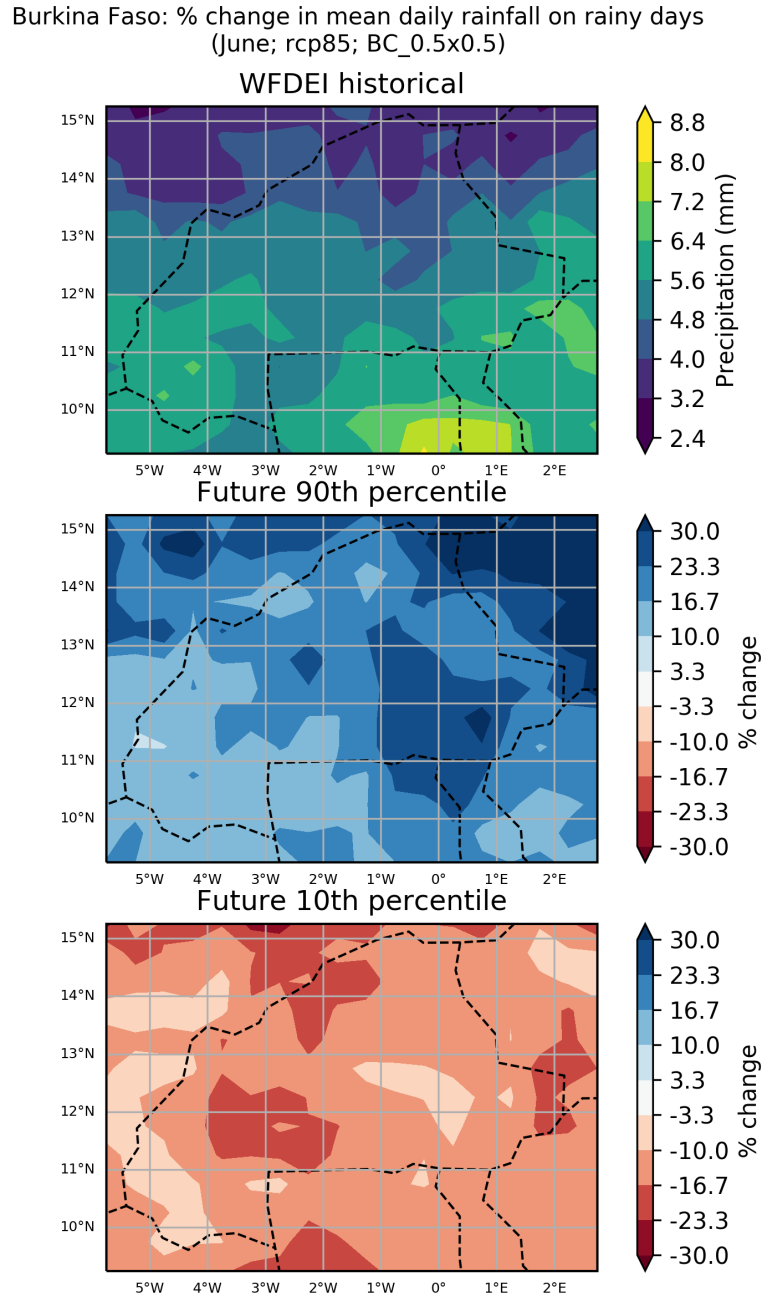 Burkina Faso: % change in mean daily rainfall on rainy days
(June; rcp85; BC_0.5x0.5)
WFDEI historical
15°N
14°N
13°N
12°N
11°N
10°N
5°W 4°W 3°W 2°W 1°W 0° 1°E 2°E
8.8
8.0
7.2
6.4
5.6
4.8
4.0
3.2
2.4
Precipitation (mm)
Future 90th percentile
15°N
14°N
13°N
12°N
11°N
10°N
5°W 4°W 3°W 2°W 1°W 0° 1°E 2°E
30.0
23.3
16.7
10.0
3.3
-3.3
-10.0
-16.7
-23.3
-30.0
% change
Future 10th percentile
15°N
14°N
13°N
12°N
11°N
10°N
5°W 4°W 3°W 2°W 1°W 0° 1°E 2°E
30.0
23.3
16.7
10.0
3.3
-3.3
-10.0
-16.7
-23.3
-30.0
% change